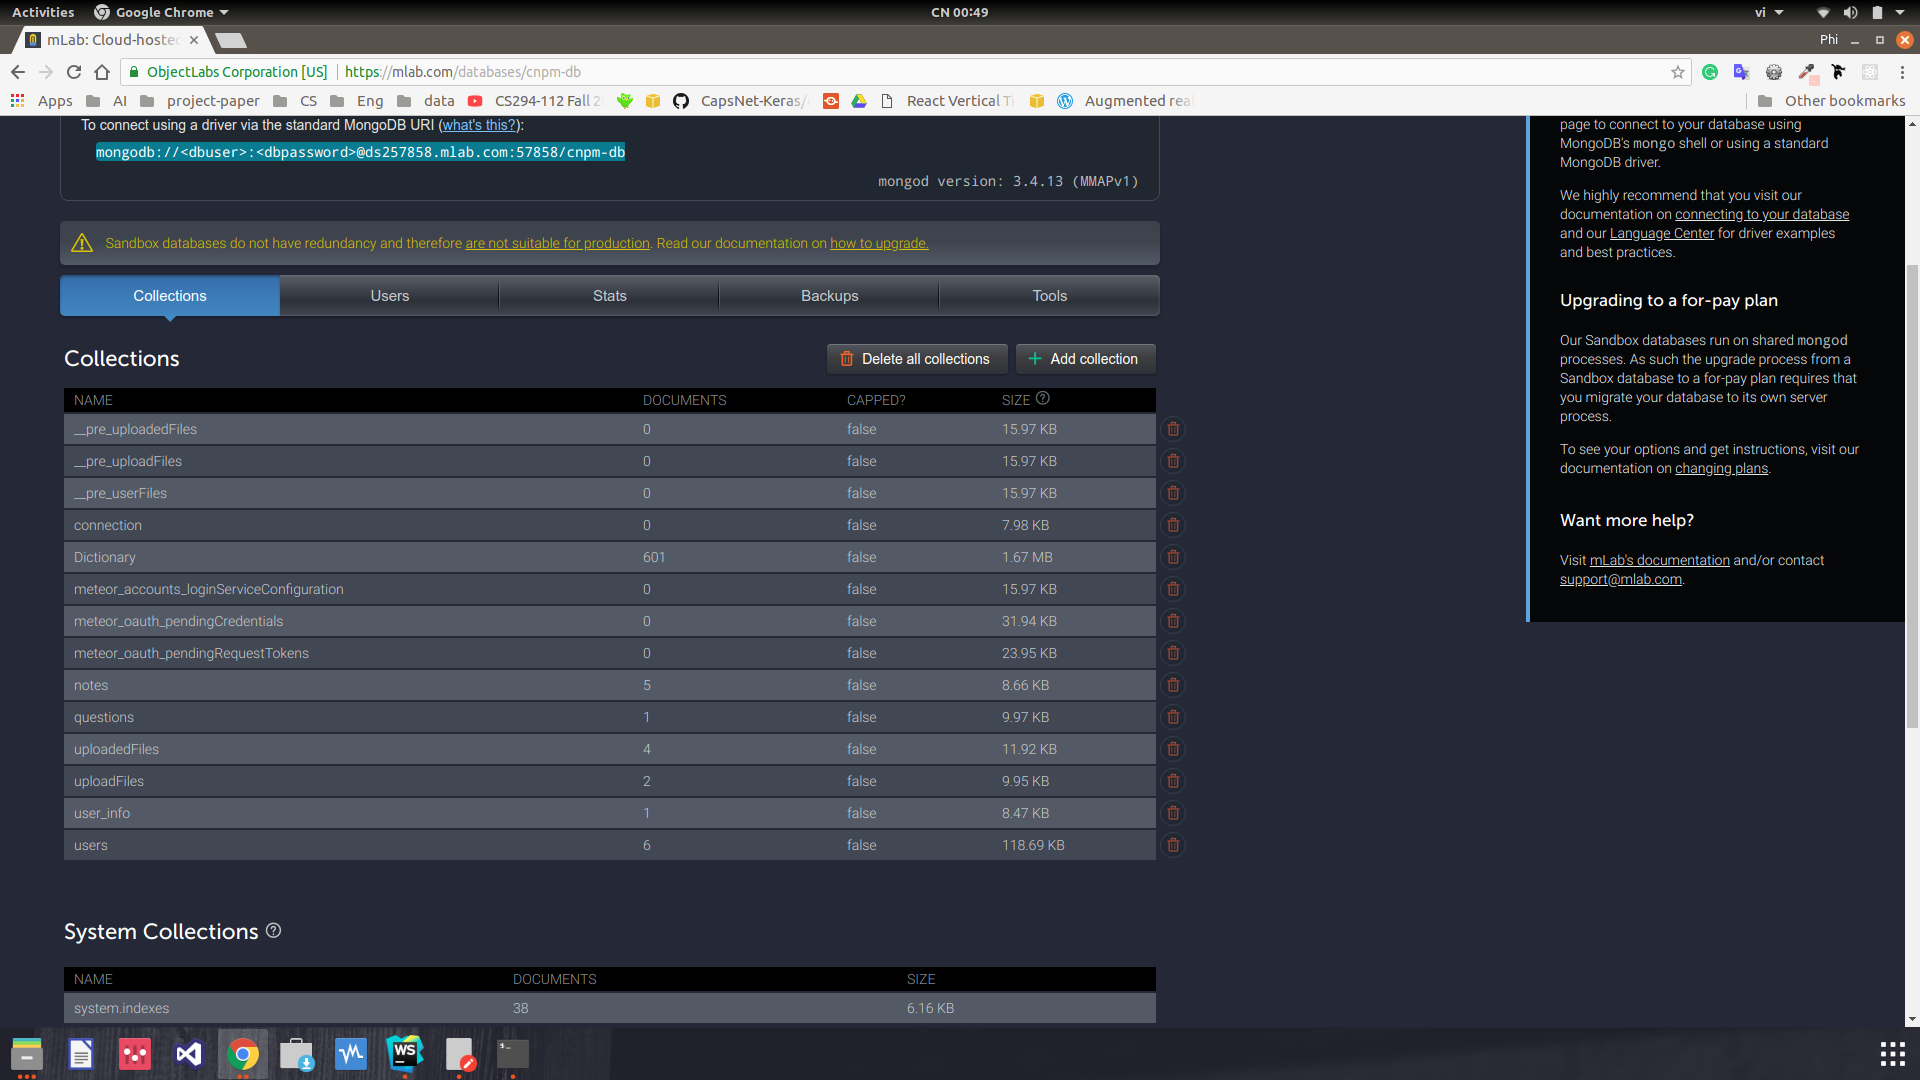 Activities Google Chrome CN 00:49 vi
mLab: Cloud-hosted Phi
ObjectLabs Corporation [US] https://mlab.com/databases/cnpm-db
Apps AI project-paper CS Eng data CS294-112 Fall 2 CapsNet-Keras/ React Vertical Ti Augmented real Other bookmarks
To connect using a driver via the standard MongoDB URI (what's this?):
mongodb://<dbuser>:<dbpassword>@ds257858.mlab.com:57858/cnpm-db
mongod version: 3.4.13 (MMAPv1)
Sandbox databases do not have redundancy and therefore are not suitable for production. Read our documentation on how to upgrade.
Collections Users Stats Backups Tools
Collections Delete all collections Add collection
NAME DOCUMENTS CAPPED? SIZE ?
__pre_uploadedFiles 0 false 15.97 KB
__pre_uploadFiles 0 false 15.97 KB
__pre_userFiles 0 false 15.97 KB
connection 0 false 7.98 KB
Dictionary 601 false 1.67 MB
meteor_accounts_loginServiceConfiguration 0 false 15.97 KB
meteor_oauth_pendingCredentials 0 false 31.94 KB
meteor_oauth_pendingRequestTokens 0 false 23.95 KB
notes 5 false 8.66 KB
questions 1 false 9.97 KB
uploadedFiles 4 false 11.92 KB
uploadFiles 2 false 9.95 KB
user_info 1 false 8.47 KB
users 6 false 118.69 KB
System Collections ?
NAME DOCUMENTS SIZE
system.indexes 38 6.16 KB
page to connect to your database using
MongoDB's mongo shell or using a standard
MongoDB driver.
We highly recommend that you visit our
documentation on connecting to your database
and our Language Center for driver examples
and best practices.
Upgrading to a for-pay plan
Our Sandbox databases run on shared mongod
processes. As such the upgrade process from a
Sandbox database to a for-pay plan requires that
you migrate your database to its own server
process.
To see your options and get instructions, visit our
documentation on changing plans.
Want more help?
Visit mLab's documentation and/or contact
support@mlab.com.
WS